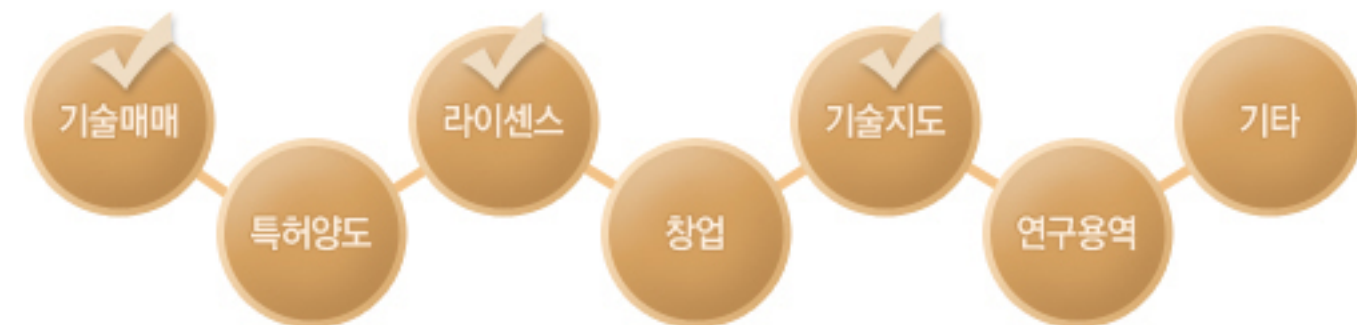 기술매매
특허양도
라이센스
창업
기술지도
연구용역
기타